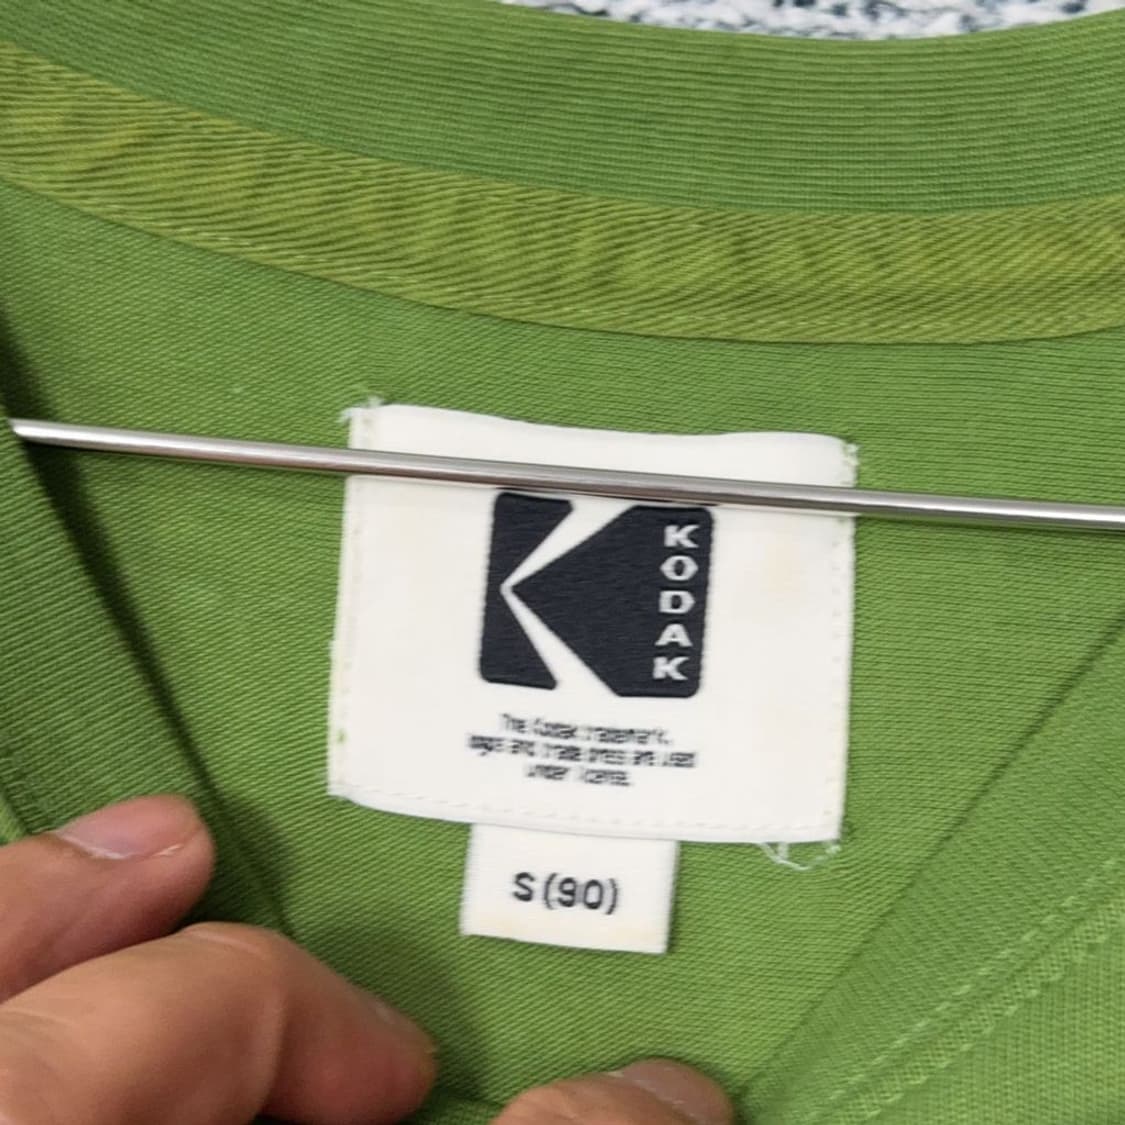 KODAK
The Kodak trademark,
logo and trade dress are used
under license.
S(90)